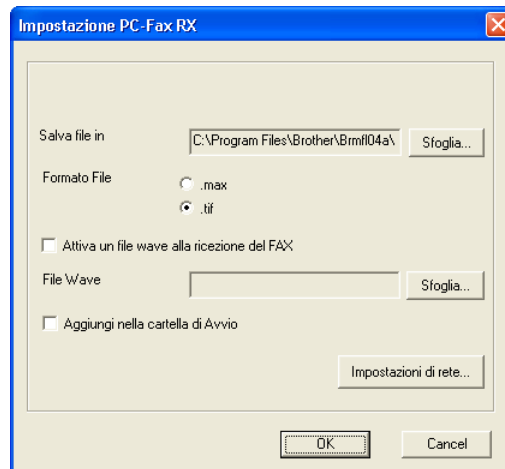 Impostazione PC-Fax RX
Salva file in C:\Program Files\Brother\Brmfl04a\ Sfoglia...
Formato File .max
.tif
Attiva un file wave alla ricezione del FAX
File Wave Sfoglia...
Aggiungi nella cartella di Avvio
Impostazioni di rete...
OK Cancel